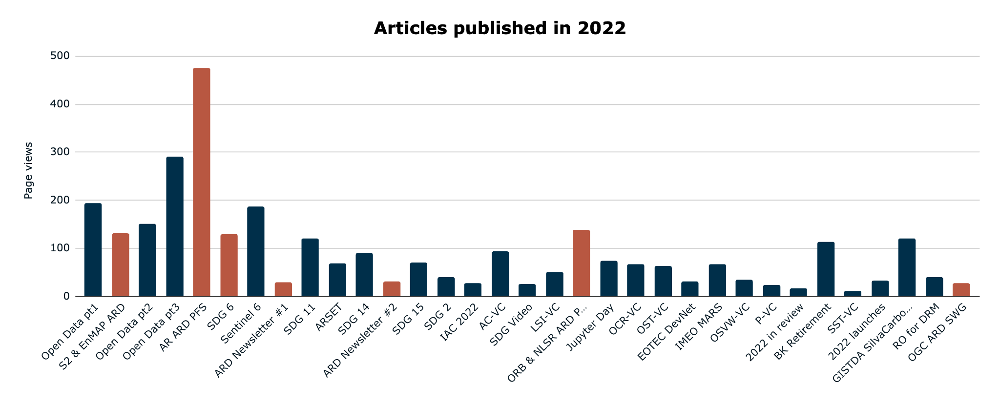 Articles published in 2022
Page views
500
400
300
200
100
0
Open Data pt1
S2 & EnMAP ARD
Open Data pt2
Open Data pt3
AR ARD PFS
SDG 6
Sentinel 6
ARD Newsletter #1
SDG 11
ARSET
SDG 14
ARD Newsletter #2
SDG 15
SDG 2
IAC 2022
AC-VC
SDG Video
LSI-VC
ORB & NLSR ARD P...
Jupyter Day
OCR-VC
OST-VC
EOTEC DevNet
IMEO MARS
OSVW-VC
P-VC
2022 in review
BK Retirement
SST-VC
2022 launches
GISTDA SilvaCarbo...
RO for DRM
OGC ARD SWG